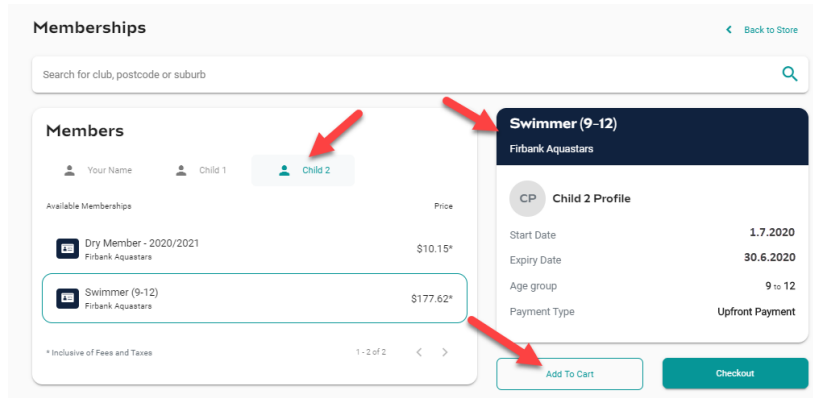 Memberships
Back to Store
Search for club, postcode or suburb
Members
Your Name Child 1 Child 2
Available Memberships Price
Dry Member - 2020/2021
Firbank Aquastars
$10.15*
Swimmer (9-12)
Firbank Aquastars
$177.62*
* Inclusive of Fees and Taxes 1 - 2 of 2
Swimmer (9-12)
Firbank Aquastars
CP Child 2 Profile
Start Date 1.7.2020
Expiry Date 30.6.2020
Age group 9 to 12
Payment Type Upfront Payment
Add To Cart Checkout